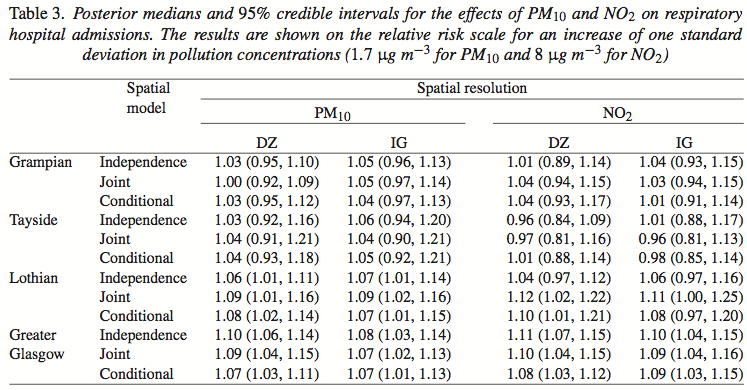 Table 3. Posterior medians and 95% credible intervals for the effects of PM10 and NO2 on respiratory
hospital admissions. The results are shown on the relative risk scale for an increase of one standard
deviation in pollution concentrations (1.7 μg m−3 for PM10 and 8 μg m−3 for NO2)
Spatial Spatial resolution
model
PM10 NO2
DZ IG DZ IG
Grampian Independence 1.03 (0.95, 1.10) 1.05 (0.96, 1.13) 1.01 (0.89, 1.14) 1.04 (0.93, 1.15)
Joint 1.00 (0.92, 1.09) 1.05 (0.97, 1.14) 1.04 (0.94, 1.15) 1.03 (0.94, 1.15)
Conditional 1.03 (0.95, 1.12) 1.04 (0.97, 1.13) 1.04 (0.93, 1.17) 1.01 (0.91, 1.14)
Tayside Independence 1.03 (0.92, 1.16) 1.06 (0.94, 1.20) 0.96 (0.84, 1.09) 1.01 (0.88, 1.17)
Joint 1.04 (0.91, 1.21) 1.04 (0.90, 1.21) 0.97 (0.81, 1.16) 0.96 (0.81, 1.13)
Conditional 1.04 (0.93, 1.18) 1.05 (0.92, 1.21) 1.01 (0.88, 1.14) 0.98 (0.85, 1.14)
Lothian Independence 1.06 (1.01, 1.11) 1.07 (1.01, 1.14) 1.04 (0.97, 1.12) 1.06 (0.97, 1.16)
Joint 1.09 (1.01, 1.16) 1.09 (1.02, 1.16) 1.12 (1.02, 1.22) 1.11 (1.00, 1.25)
Conditional 1.08 (1.02, 1.14) 1.07 (1.01, 1.15) 1.10 (1.01, 1.21) 1.08 (0.97, 1.20)
Greater Independence 1.10 (1.06, 1.14) 1.08 (1.03, 1.14) 1.11 (1.07, 1.15) 1.10 (1.04, 1.15)
Glasgow Joint 1.09 (1.04, 1.15) 1.07 (1.02, 1.13) 1.10 (1.04, 1.15) 1.09 (1.04, 1.16)
Conditional 1.07 (1.03, 1.11) 1.07 (1.01, 1.13) 1.08 (1.03, 1.12) 1.09 (1.03, 1.15)